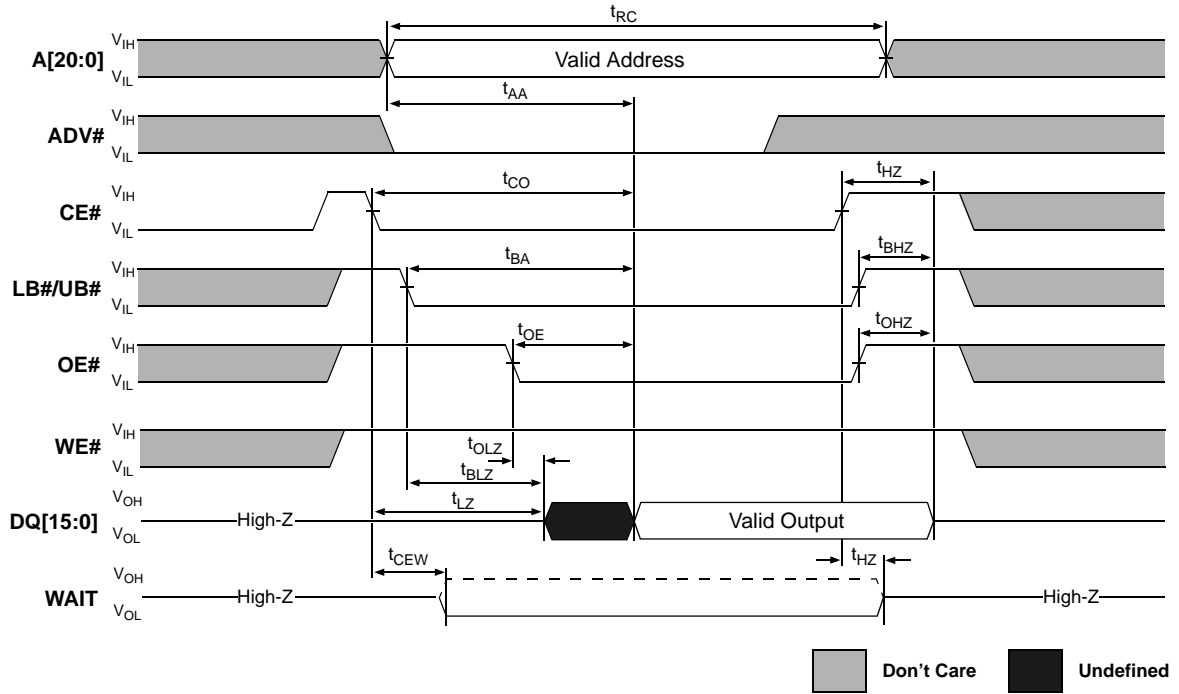 tRC
A[20:0] VIH Valid Address
VIL
tAA
ADV# VIH
VIL
tCO tHZ
CE# VIH
VIL
tBA tBHZ
LB#/UB# VIH
VIL
tOE tOHZ
OE# VIH
VIL
WE# VIH
VIL
tOLZ
tBLZ
tLZ
DQ[15:0] VOH High-Z Valid Output
VOL
tCEW tHZ
WAIT VOH High-Z High-Z
VOL
Don't Care Undefined